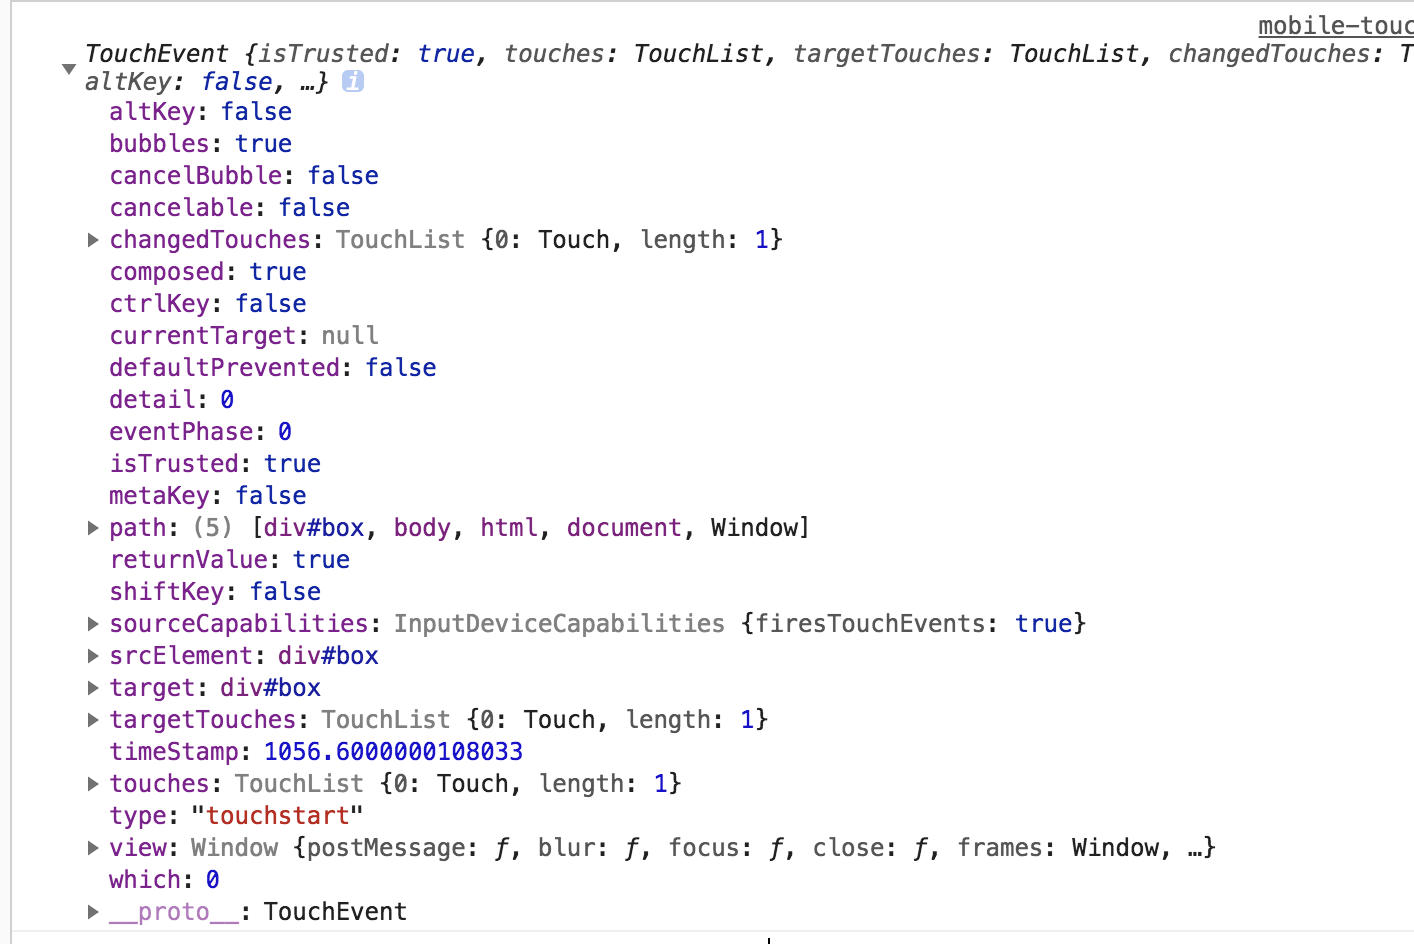 mobile-touc
TouchEvent {isTrusted: true, touches: TouchList, targetTouches: TouchList, changedTouches: T
altKey: false, …} i
altKey: false
bubbles: true
cancelBubble: false
cancelable: false
changedTouches: TouchList {0: Touch, length: 1}
composed: true
ctrlKey: false
currentTarget: null
defaultPrevented: false
detail: 0
eventPhase: 0
isTrusted: true
metaKey: false
path: (5) [div#box, body, html, document, Window]
returnValue: true
shiftKey: false
sourceCapabilities: InputDeviceCapabilities {firesTouchEvents: true}
srcElement: div#box
target: div#box
targetTouches: TouchList {0: Touch, length: 1}
timeStamp: 1056.6000000108033
touches: TouchList {0: Touch, length: 1}
type: "touchstart"
view: Window {postMessage: ƒ, blur: ƒ, focus: ƒ, close: ƒ, frames: Window, …}
which: 0
__proto__: TouchEvent